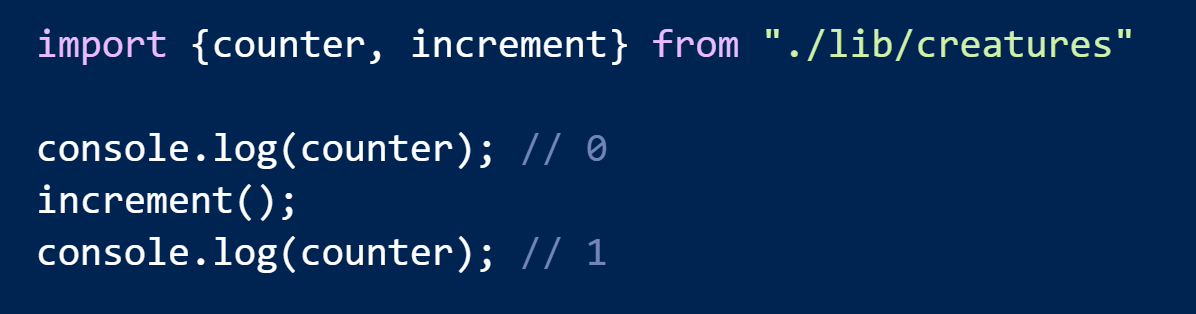 import {counter, increment} from "./lib/creatures"
console.log(counter); // 0
increment();
console.log(counter); // 1